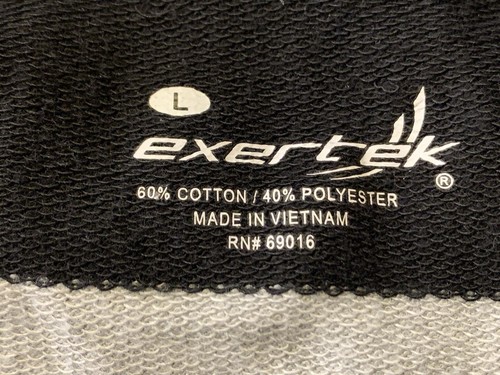 L
exertek
®
60% COTTON / 40% POLYESTER
MADE IN VIETNAM
RN# 69016